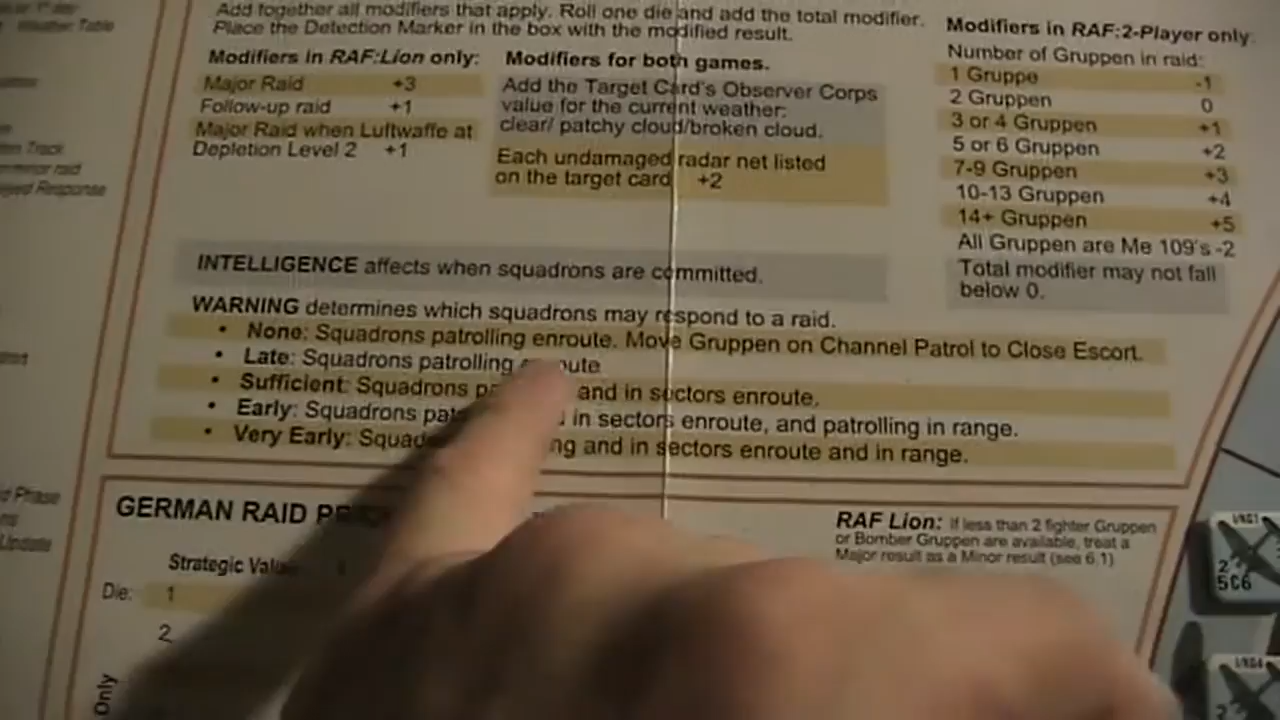 Add together all modifiers that apply. Roll one die and add the total modifier.
Place the Detection Marker in the box with the modified result.
Modifiers in RAF:Lion only:
Major Raid +3
Follow-up raid +1
Major Raid when Luftwaffe at
Depletion Level 2 +1
Modifiers for both games.
Add the Target Card's Observer Corps
value for the current weather:
clear/ patchy cloud/broken cloud.
Each undamaged radar net listed
on the target card +2
Modifiers in RAF:2-Player only:
Number of Gruppen in raid:
1 Gruppe -1
2 Gruppen 0
3 or 4 Gruppen +1
5 or 6 Gruppen +2
7-9 Gruppen +3
10-13 Gruppen +4
14+ Gruppen +5
All Gruppen are Me 109's -2
Total modifier may not fall
below 0.
INTELLIGENCE affects when squadrons are committed.
WARNING determines which squadrons may respond to a raid.
• None: Squadrons patrolling enroute. Move Gruppen on Channel Patrol to Close Escort.
• Late: Squadrons patrolling
• Sufficient: Squadrons and in sectors enroute.
• Early: Squadrons in sectors enroute, and patrolling in range.
• Very Early: and in sectors enroute and in range.
GERMAN RAID
RAF Lion: If less than 2 fighter Gruppen
or Bomber Gruppen are available, treat a
Major result as a Minor result (see 6.1)
Strategic
Die: 1
2
Only
Weather Table
Track
raid
Response
Phase
Update
2
5C6